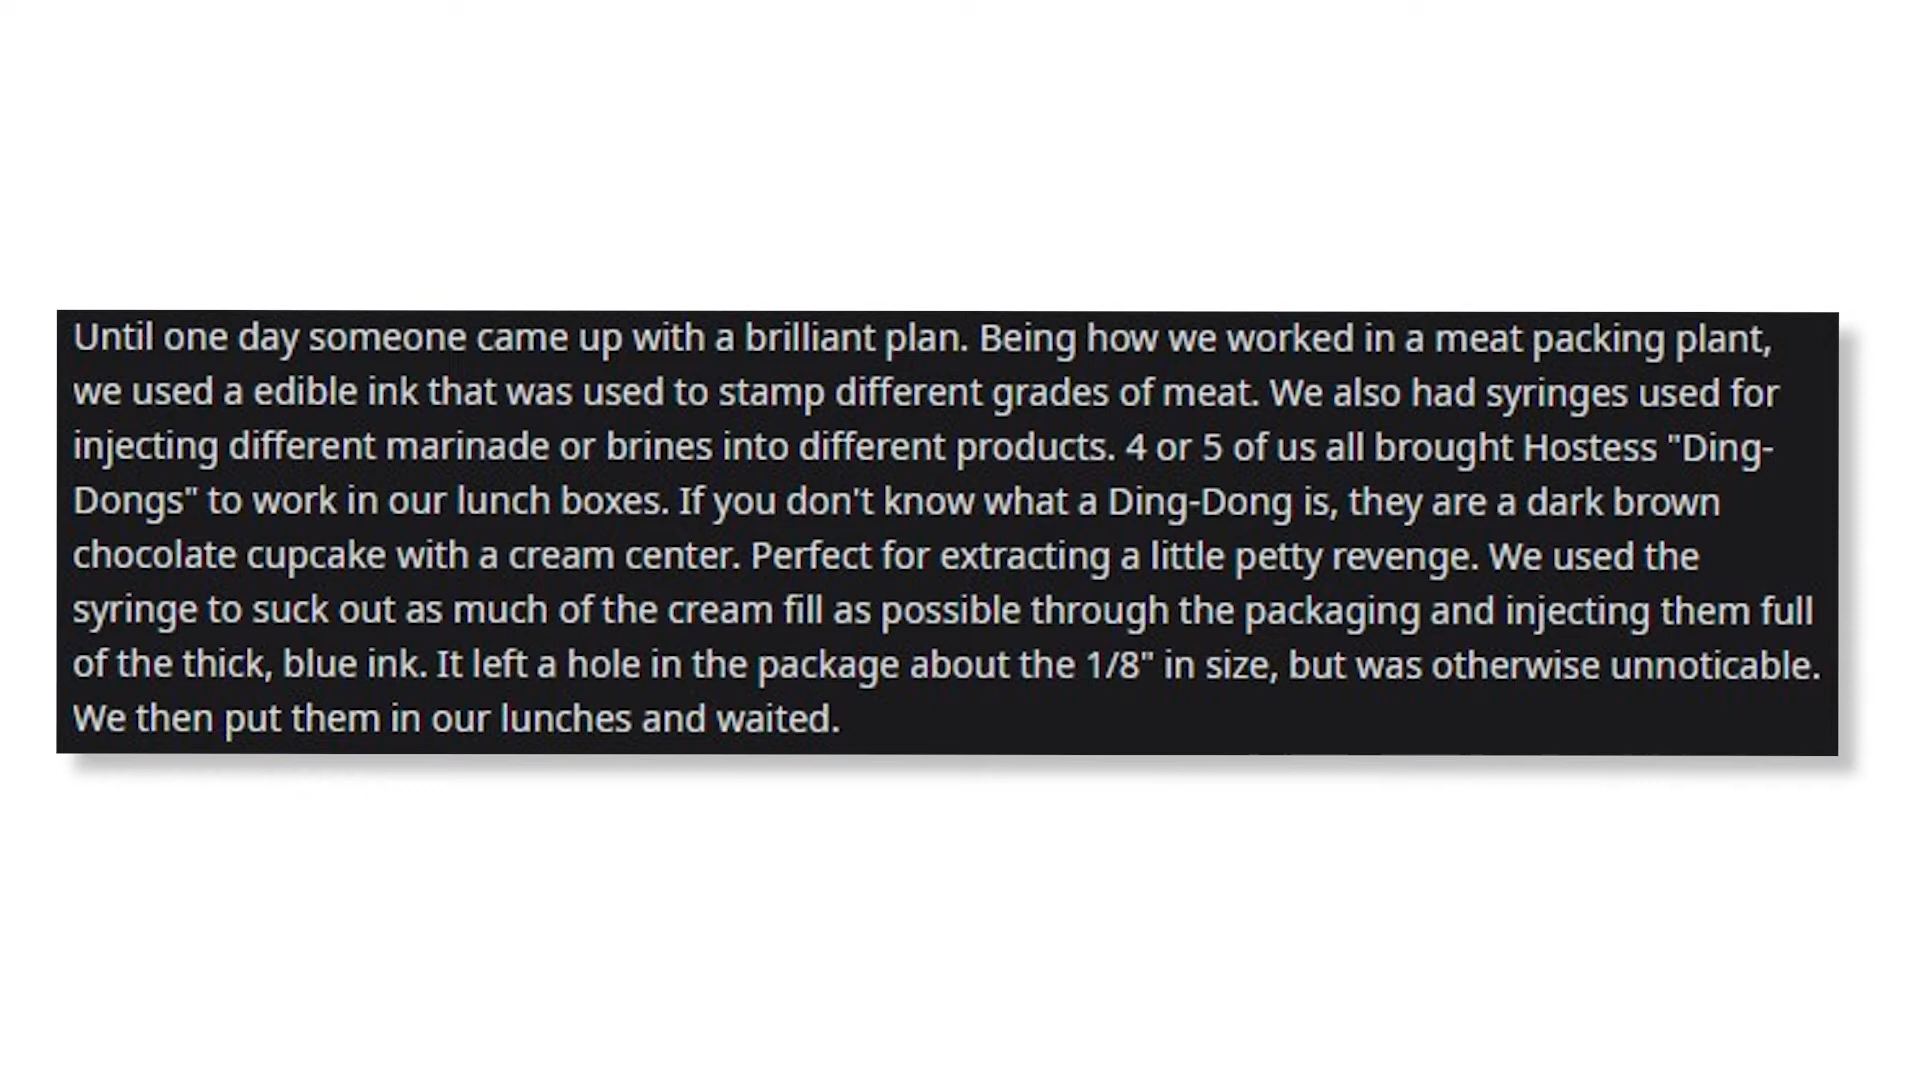 Until one day someone came up with a brilliant plan. Being how we worked in a meat packing plant,
we used a edible ink that was used to stamp different grades of meat. We also had syringes used for
injecting different marinade or brines into different products. 4 or 5 of us all brought Hostess "Ding-
Dongs" to work in our lunch boxes. If you don't know what a Ding-Dong is, they are a dark brown
chocolate cupcake with a cream center. Perfect for extracting a little petty revenge. We used the
syringe to suck out as much of the cream fill as possible through the packaging and injecting them full
of the thick, blue ink. It left a hole in the package about the 1/8" in size, but was otherwise unnoticable.
We then put them in our lunches and waited.